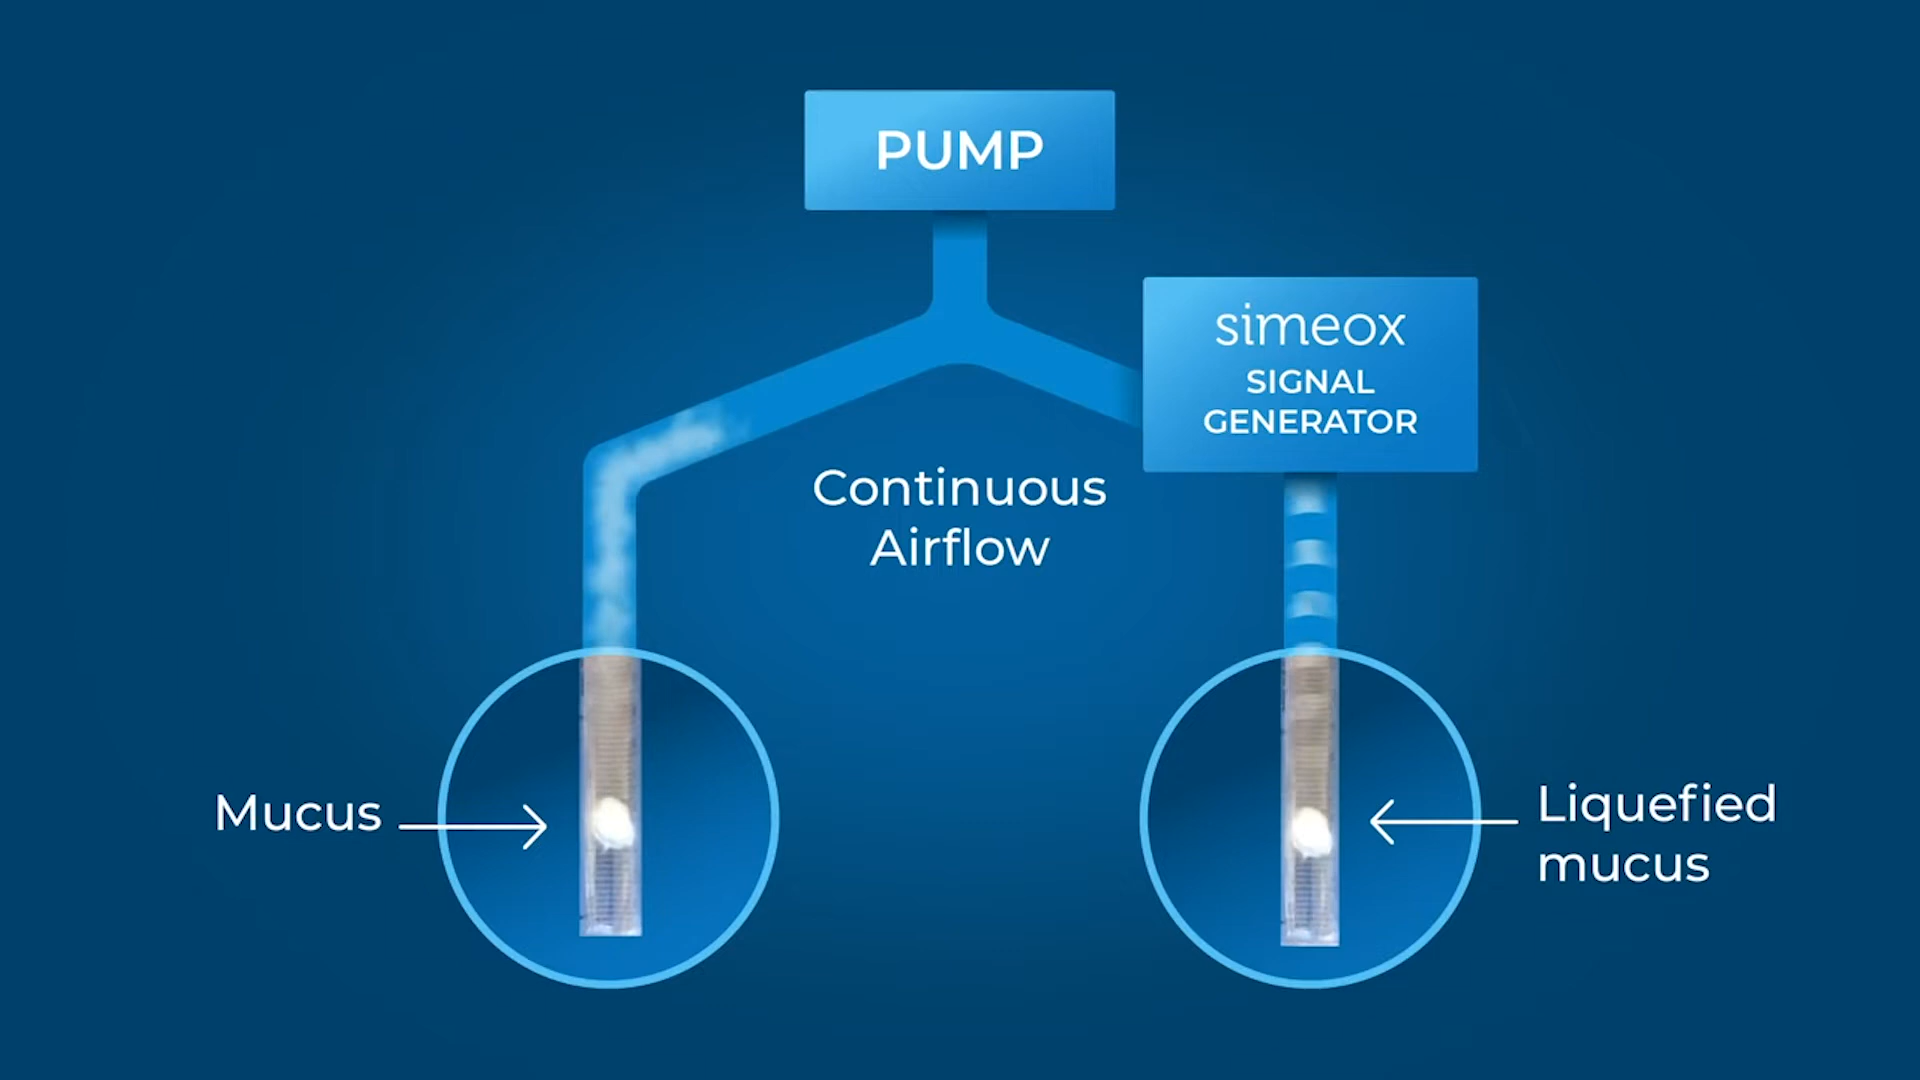 PUMP
simeox
SIGNAL
GENERATOR
Continuous
Airflow
Mucus
Liquefied
mucus